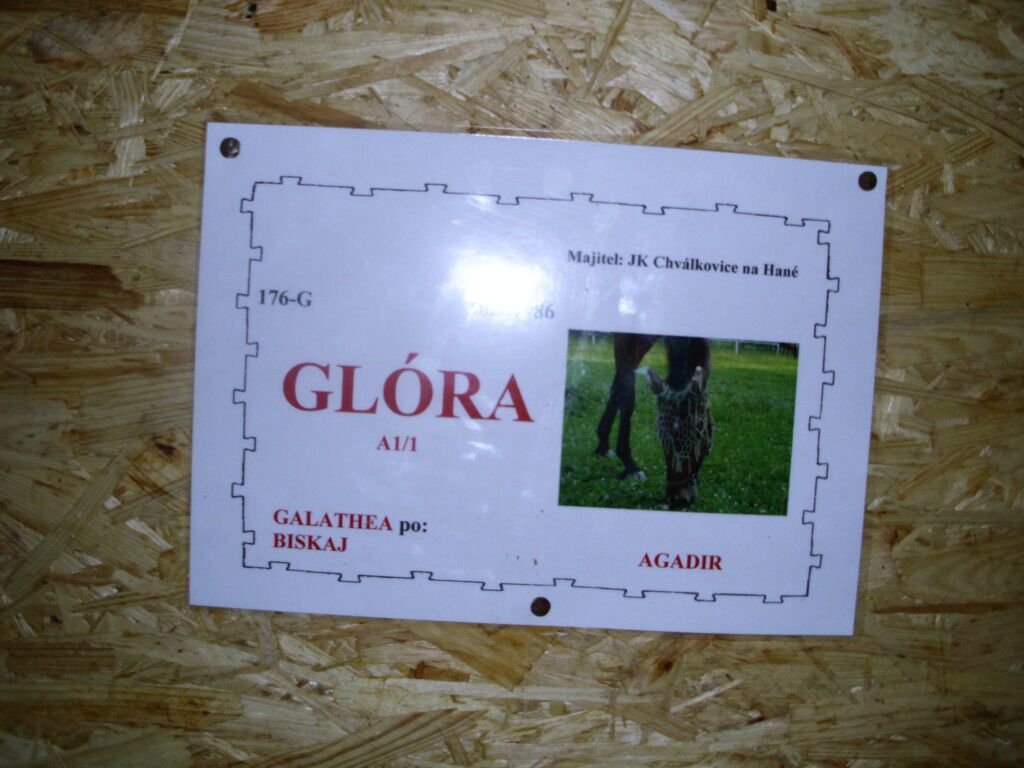 Majitel: JK Chválkovice na Hané
176-G
GLÓRA
A1/1
GALATHEA po:
BISKAJ
AGADIR